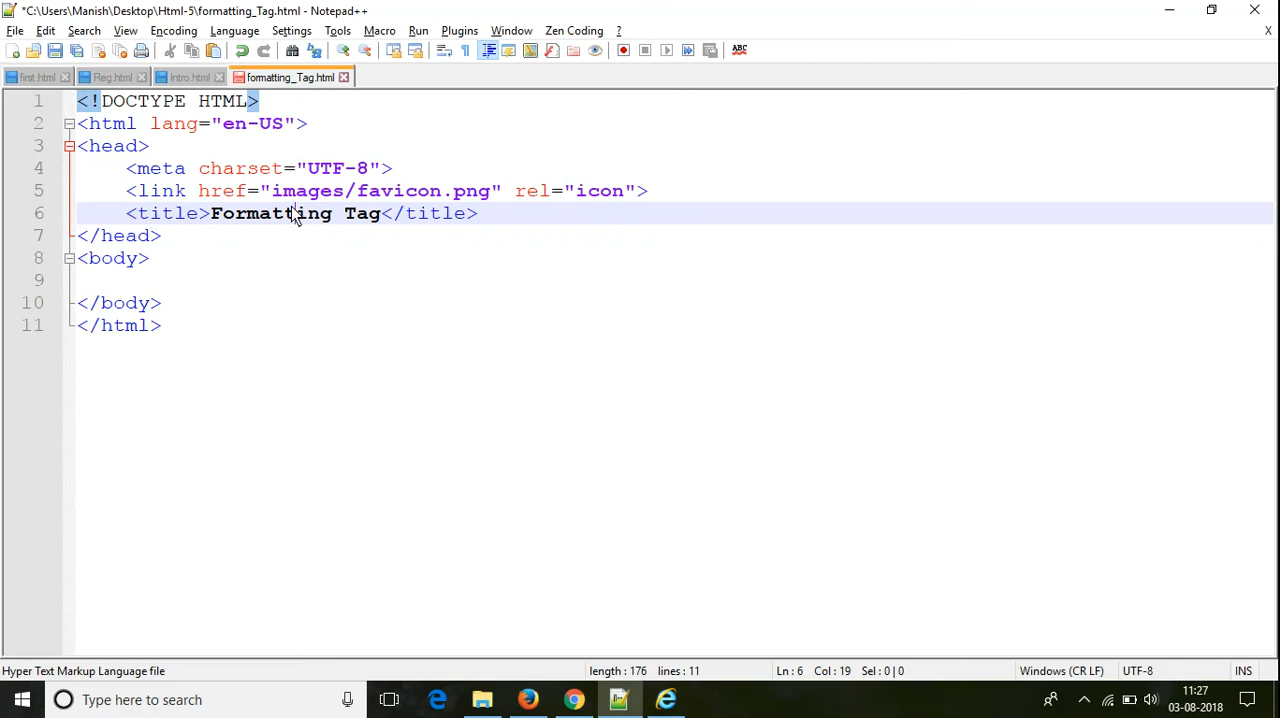 *C:\Users\Manish\Desktop\Html-5\formatting_Tag.html - Notepad++
File Edit Search View Encoding Language Settings Tools Macro Run Plugins Window Zen Coding ? X
ABC
first.html Reg.html Intro.html formatting_Tag.html
1 <!DOCTYPE HTML>
2 <html lang="en-US">
3 <head>
4 <meta charset="UTF-8">
5 <link href="images/favicon.png" rel="icon">
6 <title>Formatting Tag</title>
7 </head>
8 <body>
9
10 </body>
11 </html>
Hyper Text Markup Language file length : 176 lines : 11 Ln : 6 Col : 19 Sel : 0 | 0 Windows (CR LF) UTF-8 INS
Type here to search
11:27
03-08-2018